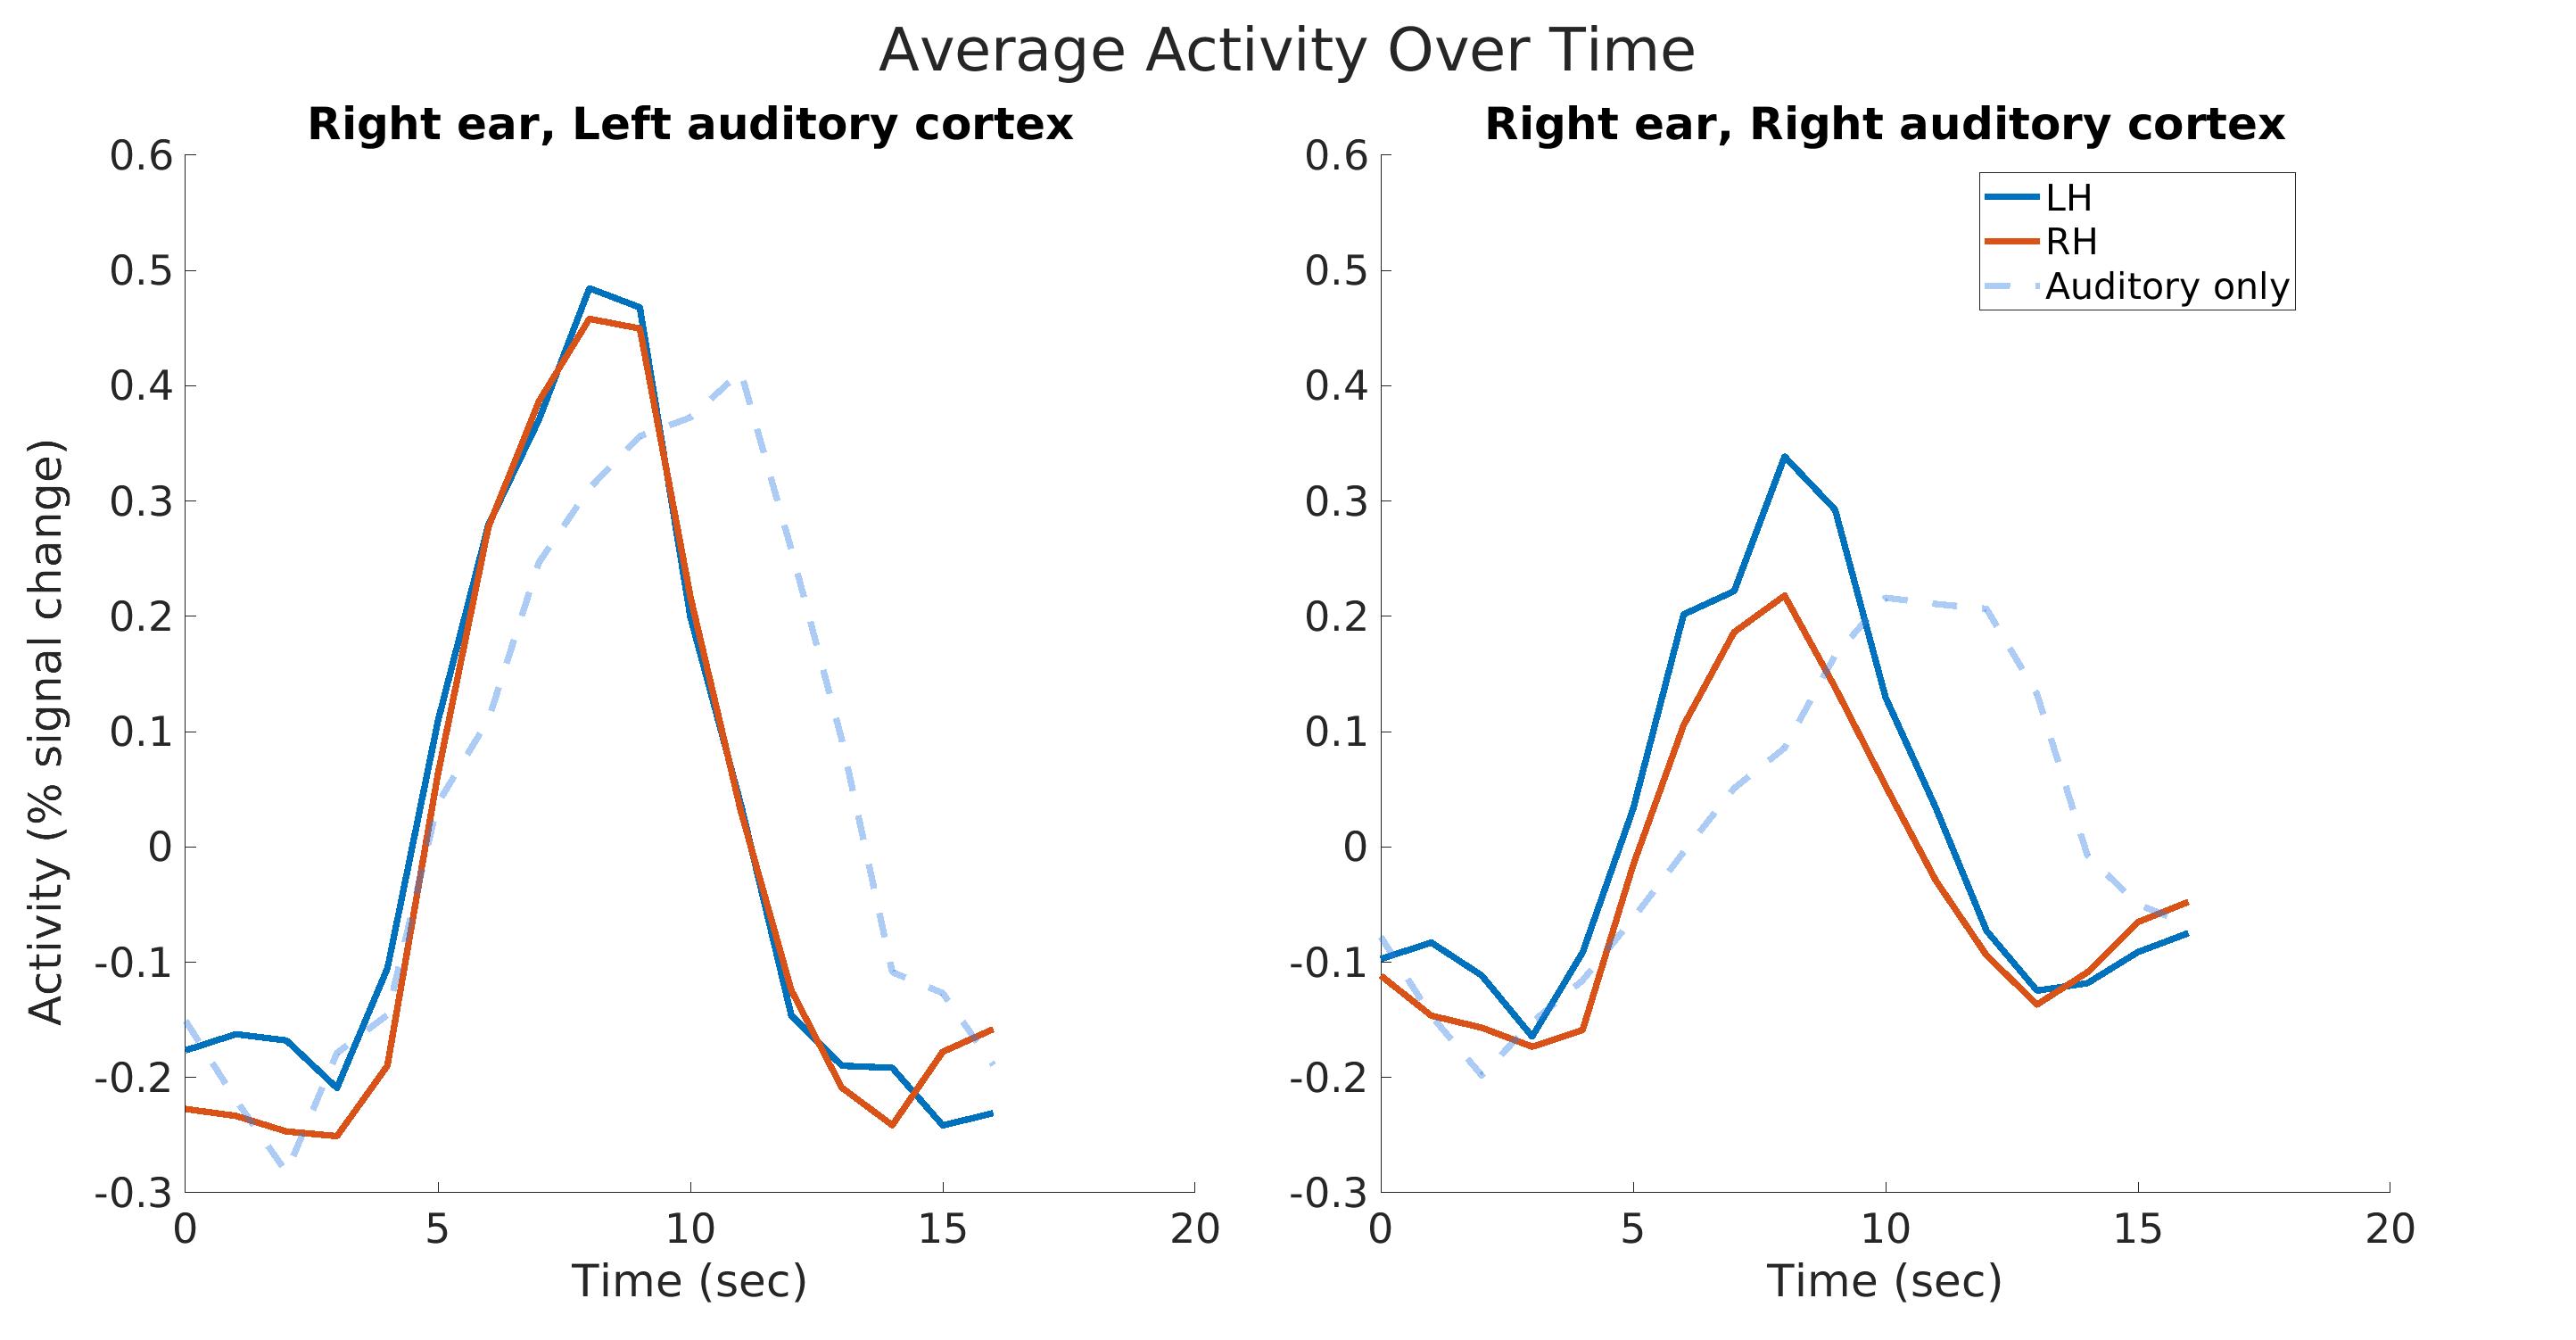 Average Activity Over Time
Right ear, Left auditory cortex
0.6
0.5
0.4
0.3
0.2
0.1
0
-0.1
-0.2
-0.3
0 5 10 15 20
Activity (% signal change)
Time (sec)
Right ear, Right auditory cortex
LH
RH
Auditory only
0.6
0.5
0.4
0.3
0.2
0.1
0
-0.1
-0.2
-0.3
0 5 10 15 20
Time (sec)